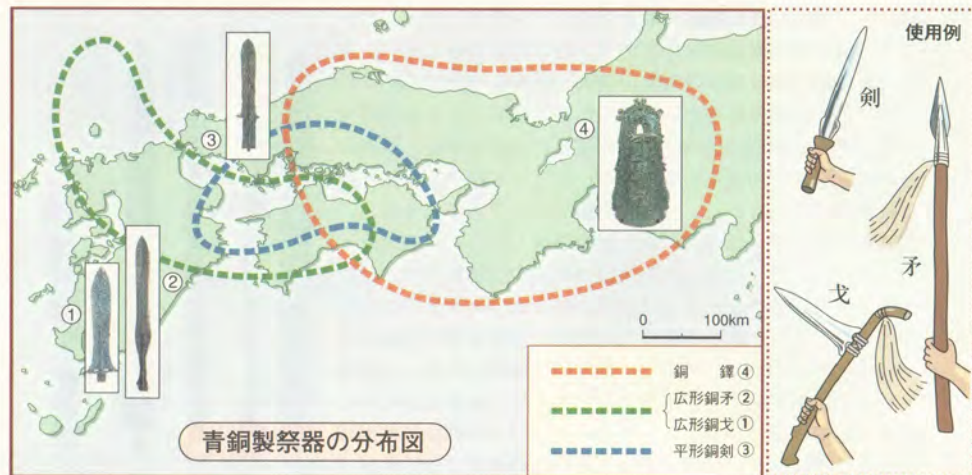 ①
②
③
④
0 100km
銅 鐸④
広形銅矛②
広形銅戈①
平形銅剣③
青銅製祭器の分布図
使用例
剣
矛
戈